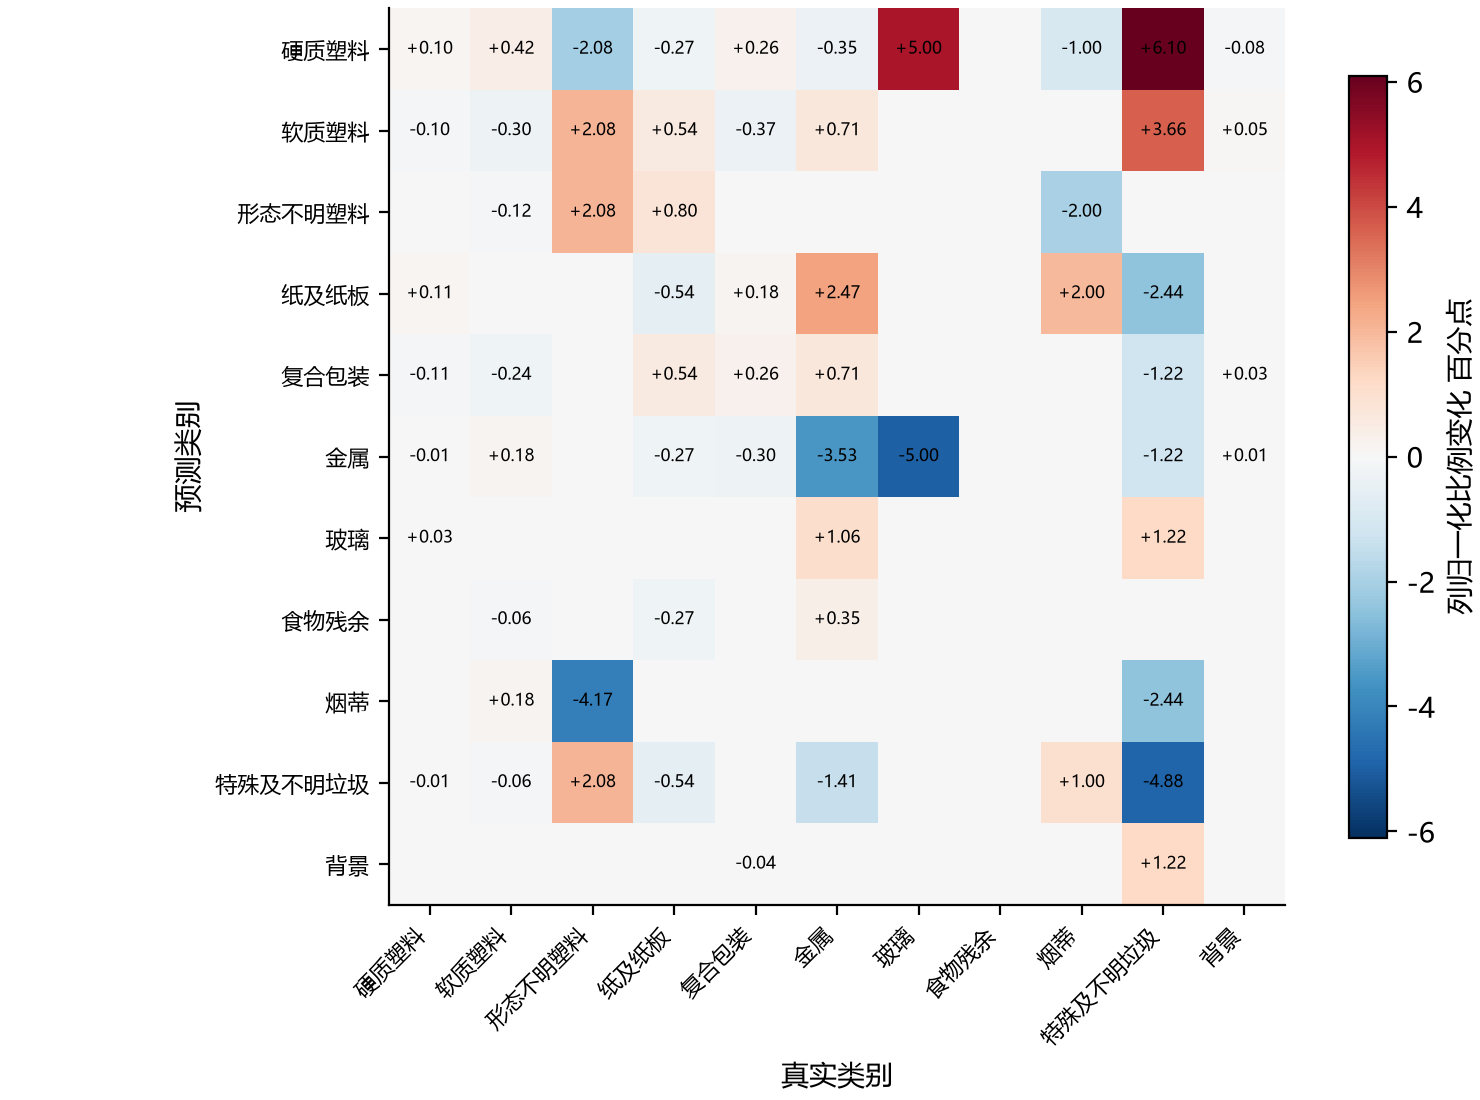 硬质塑料 +0.10 +0.42 -2.08 -0.27 +0.26 -0.35 +5.00 -1.00 +6.10 -0.08
软质塑料 -0.10 -0.30 +2.08 +0.54 -0.37 +0.71 +3.66 +0.05
形态不明塑料 -0.12 +2.08 +0.80 -2.00
纸及纸板 +0.11 -0.54 +0.18 +2.47 +2.00 -2.44
复合包装 -0.11 -0.24 +0.54 +0.26 +0.71 -1.22 +0.03
金属 -0.01 +0.18 -0.27 -0.30 -3.53 -5.00 -1.22 +0.01
玻璃 +0.03 +1.06 +1.22
食物残余 -0.06 -0.27 +0.35
烟蒂 +0.18 -4.17 -2.44
特殊及不明垃圾 -0.01 -0.06 +2.08 -0.54 -1.41 +1.00 -4.88
背景 -0.04 +1.22
预测类别
硬质塑料 软质塑料 形态不明塑料 纸及纸板 复合包装 金属 玻璃 食物残余 烟蒂 特殊及不明垃圾 背景
真实类别
6
4
2
0
-2
-4
-6
列归一化比例变化 百分点